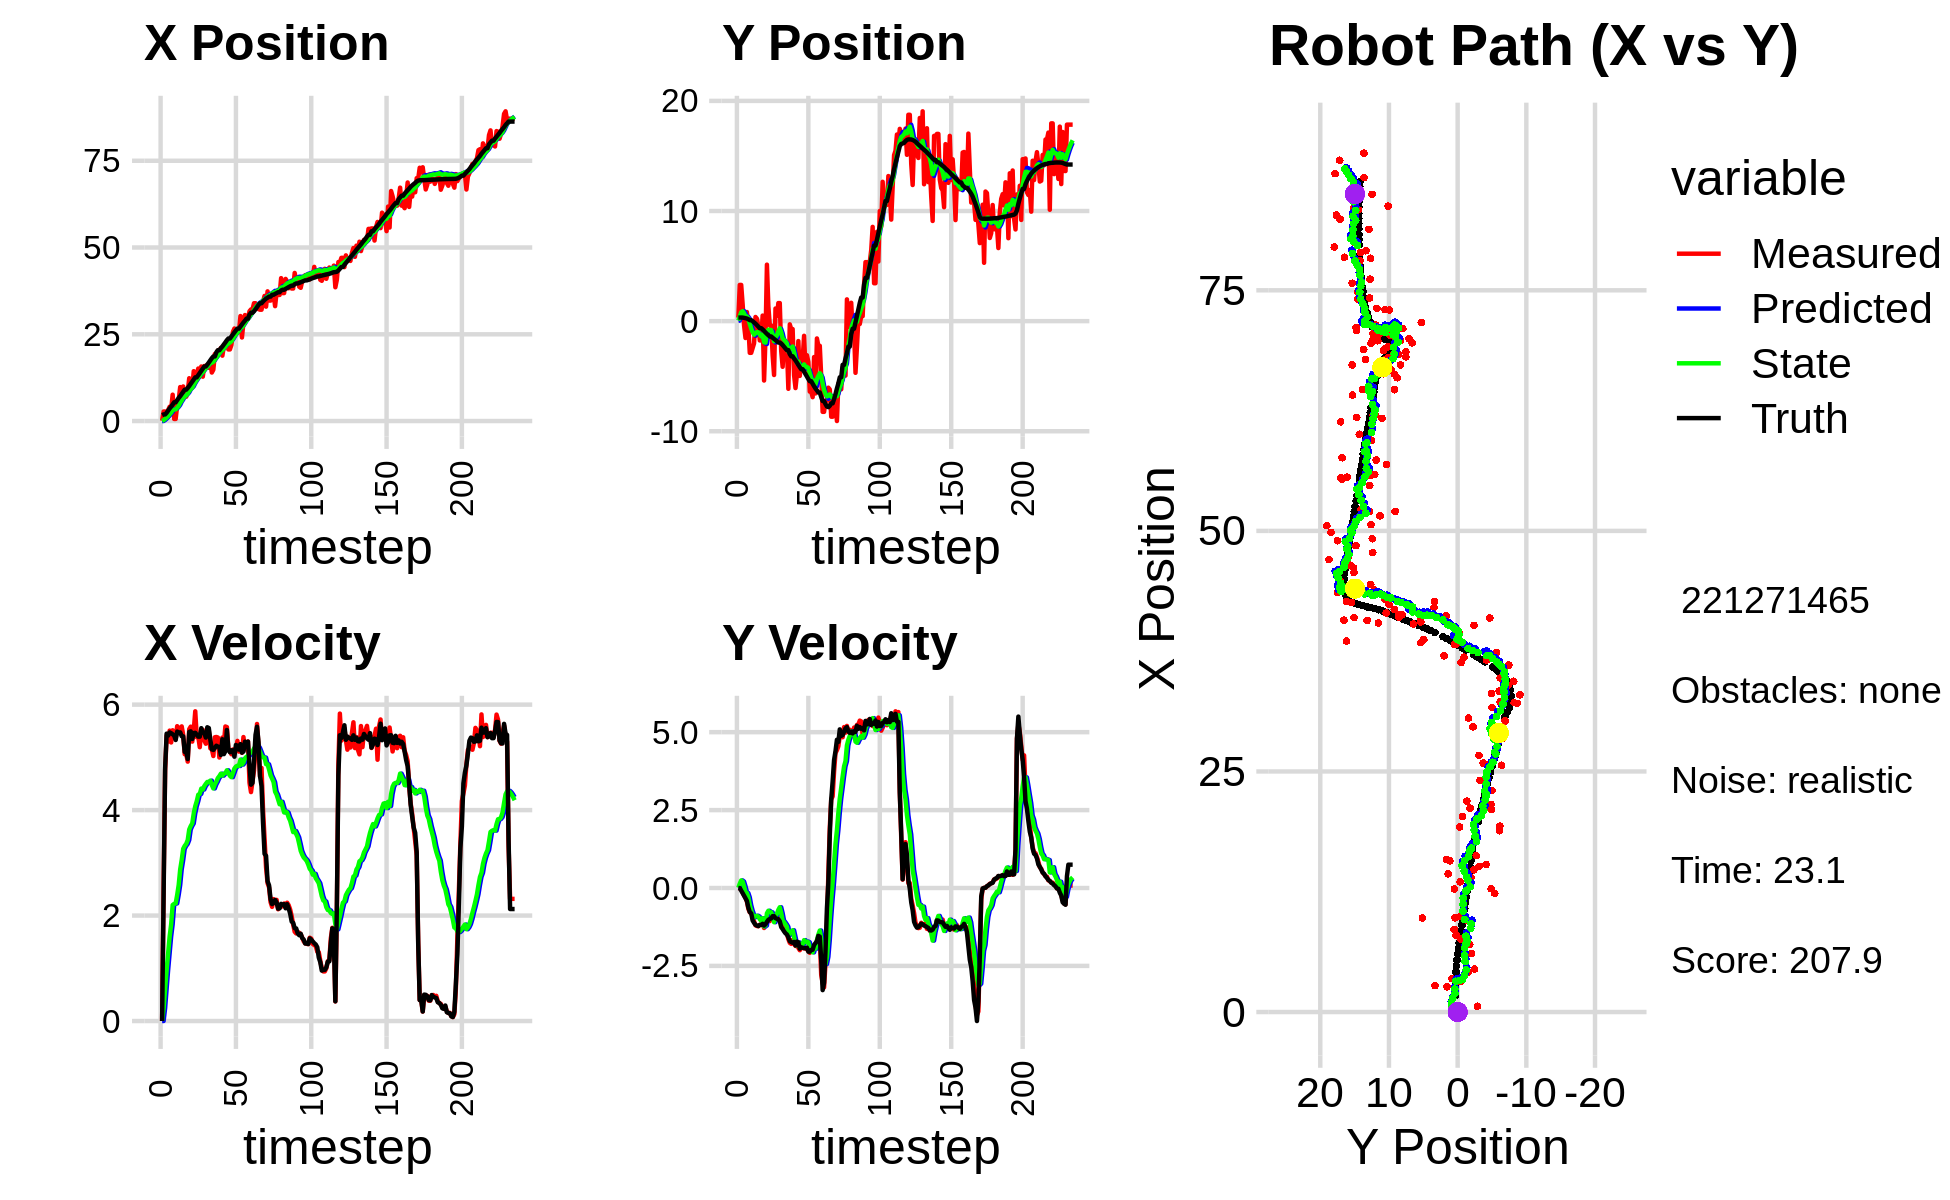 X Position
75
50
25
0
0
50
100
150
200
timestep
Y Position
20
10
0
-10
0
50
100
150
200
timestep
X Velocity
6
4
2
0
0
50
100
150
200
timestep
Y Velocity
5.0
2.5
0.0
-2.5
0
50
100
150
200
timestep
Robot Path (X vs Y)
X Position
75
50
25
0
20 10 0 -10 -20
Y Position
variable
Measured
Predicted
State
Truth
221271465
Obstacles: none
Noise: realistic
Time: 23.1
Score: 207.9